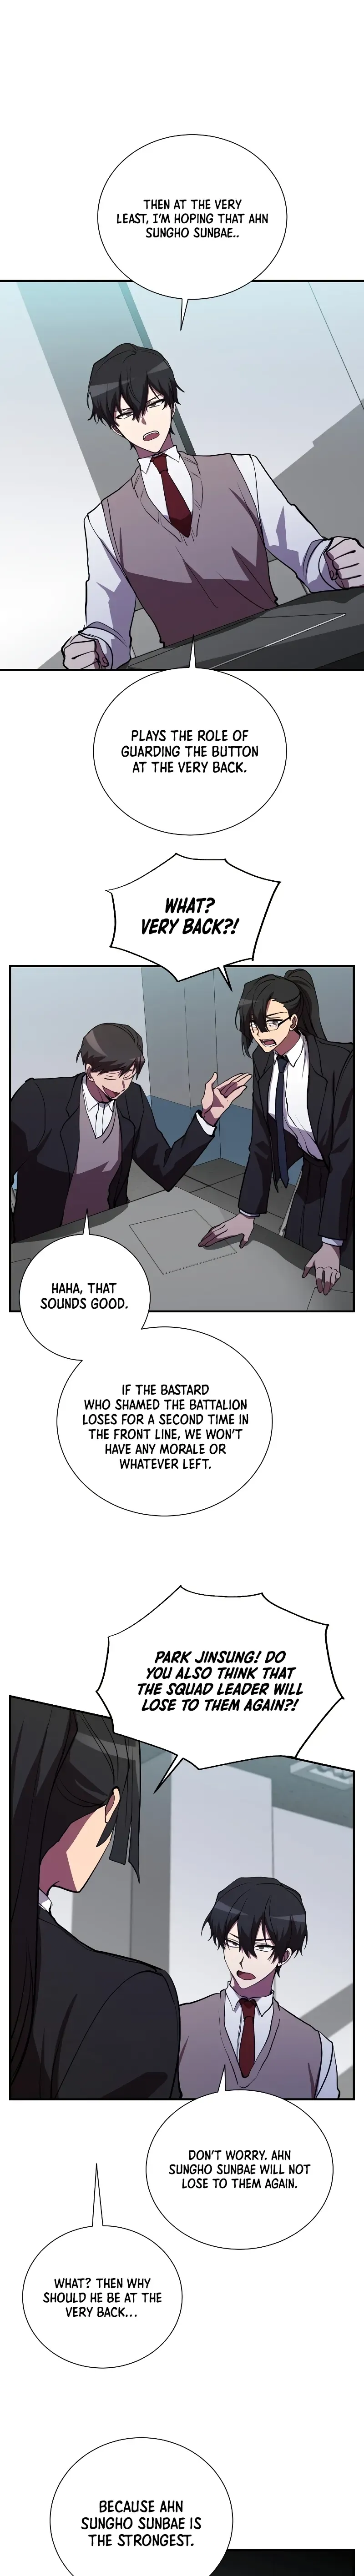 THEN AT THE VERY
LEAST, I'M HOPING THAT AHN
SUNGHO SUNBAE..
PLAYS THE ROLE OF
GUARDING THE BUTTON
AT THE VERY BACK.
WHAT?
VERY BACK?!
HAHA, THAT
SOUNDS GOOD.
IF THE BASTARD
WHO SHAMED THE BATTALION
LOSES FOR A SECOND TIME IN
THE FRONT LINE, WE WON'T
HAVE ANY MORALE OR
WHATEVER LEFT.
PARK JINSUNG! DO
YOU ALSO THINK THAT
THE SQUAD LEADER WILL
LOSE TO THEM AGAIN?!
DON'T WORRY. AHN
SUNGHO SUNBAE WILL NOT
LOSE TO THEM AGAIN.
WHAT? THEN WHY
SHOULD HE BE AT THE
VERY BACK...
BECAUSE AHN
SUNGHO SUNBAE IS
THE STRONGEST.